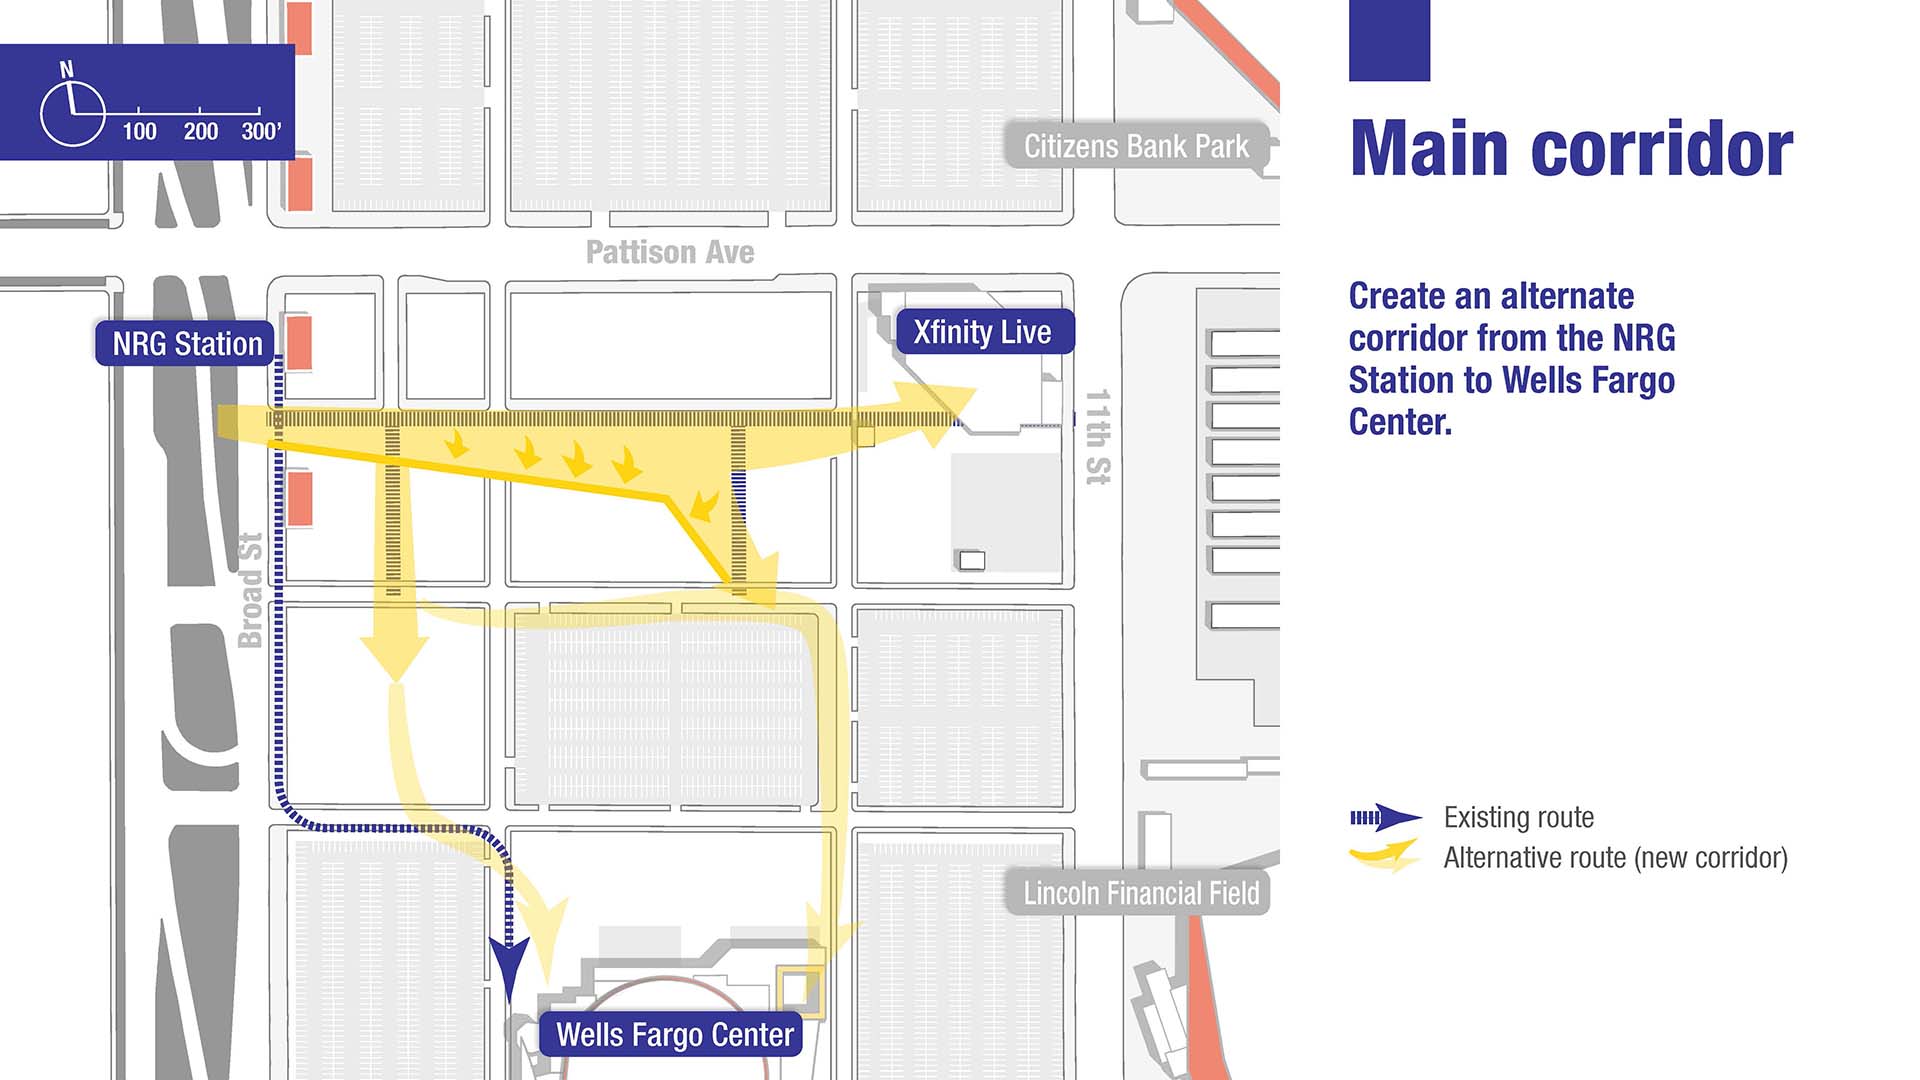 N
100 200 300’
Citizens Bank Park
Pattison Ave
NRG Station
Xfinity Live
11th St
Broad St
Lincoln Financial Field
Wells Fargo Center
Main corridor
Create an alternate
corridor from the NRG
Station to Wells Fargo
Center.
Existing route
Alternative route (new corridor)